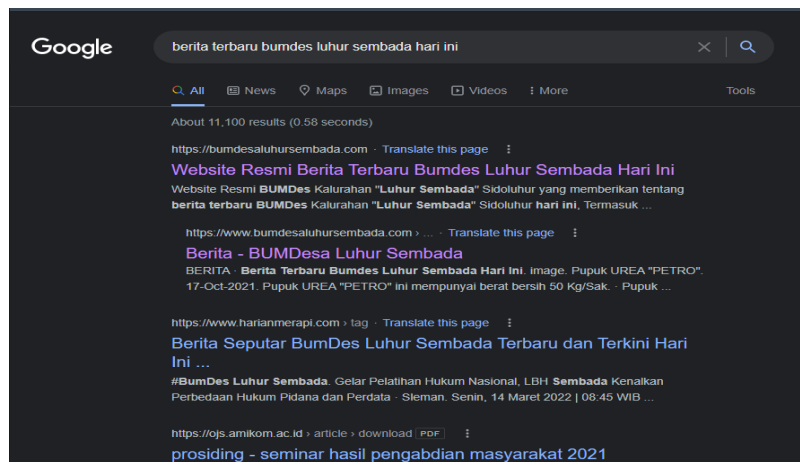 Google
berita terbaru bumdes luhur sembada hari ini
All News Maps Images Videos More Tools
About 11,100 results (0.58 seconds)
https://bumdesaluhursembada.com · Translate this page
Website Resmi Berita Terbaru Bumdes Luhur Sembada Hari Ini
Website Resmi BUMDes Kalurahan "Luhur Sembada" Sidoluhur yang memberikan tentang
berita terbaru BUMDes Kalurahan "Luhur Sembada" Sidoluhur hari ini, Termasuk ...
https://www.bumdesaluhursembada.com › ... · Translate this page
Berita - BUMDesa Luhur Sembada
BERITA · Berita Terbaru Bumdes Luhur Sembada Hari Ini. image. Pupuk UREA "PETRO".
17-Oct-2021. Pupuk UREA "PETRO" ini mempunyai berat bersih 50 Kg/Sak. · Pupuk ...
https://www.harianmerapi.com › tag · Translate this page
Berita Seputar BumDes Luhur Sembada Terbaru dan Terkini Hari
Ini ...
#BumDes Luhur Sembada. Gelar Pelatihan Hukum Nasional, LBH Sembada Kenalkan
Perbedaan Hukum Pidana dan Perdata · Sleman. Senin, 14 Maret 2022 | 08:45 WIB ...
https://ojs.amikom.ac.id › article › download PDF
prosiding - seminar hasil pengabdian masyarakat 2021